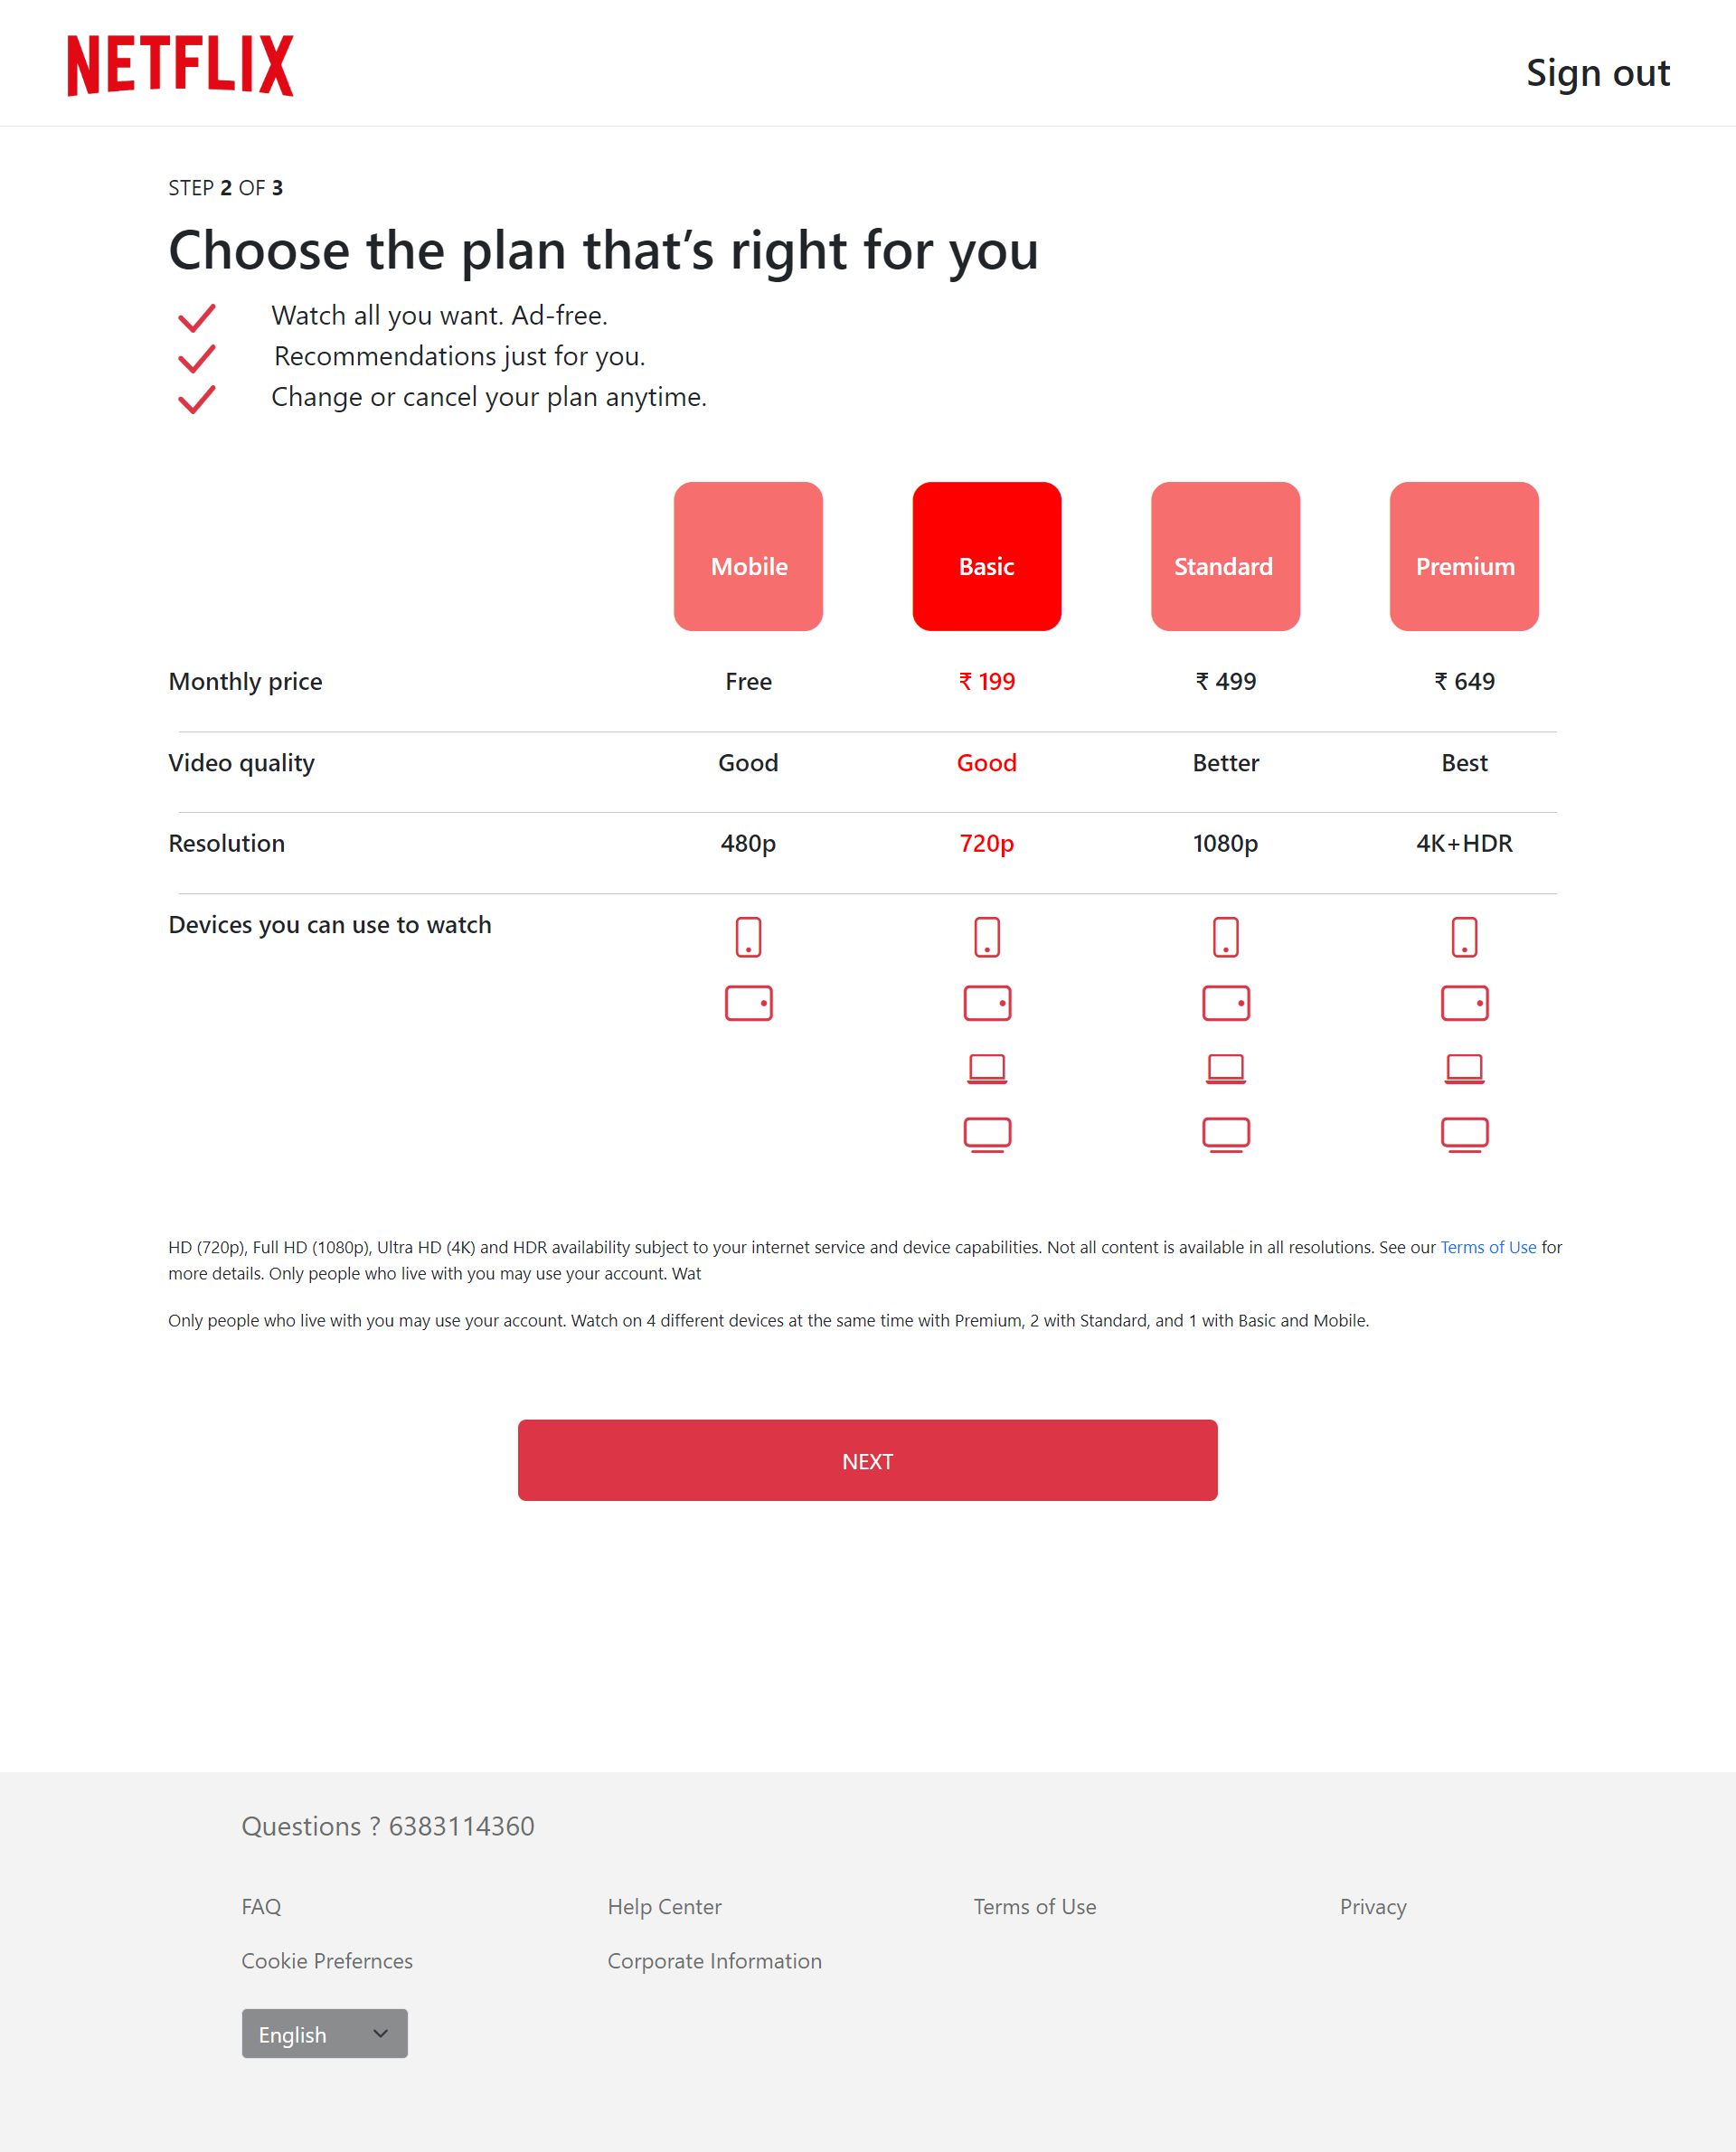 NETFLIX
Sign out
STEP 2 OF 3
Choose the plan that’s right for you
Watch all you want. Ad-free.
Recommendations just for you.
Change or cancel your plan anytime.
Mobile Basic Standard Premium
Monthly price Free ₹ 199 ₹ 499 ₹ 649
Video quality Good Good Better Best
Resolution 480p 720p 1080p 4K+HDR
Devices you can use to watch
HD (720p), Full HD (1080p), Ultra HD (4K) and HDR availability subject to your internet service and device capabilities. Not all content is available in all resolutions. See our Terms of Use for
more details. Only people who live with you may use your account. Wat
Only people who live with you may use your account. Watch on 4 different devices at the same time with Premium, 2 with Standard, and 1 with Basic and Mobile.
NEXT
Questions ? 6383114360
FAQ Help Center Terms of Use Privacy
Cookie Prefernces Corporate Information
English